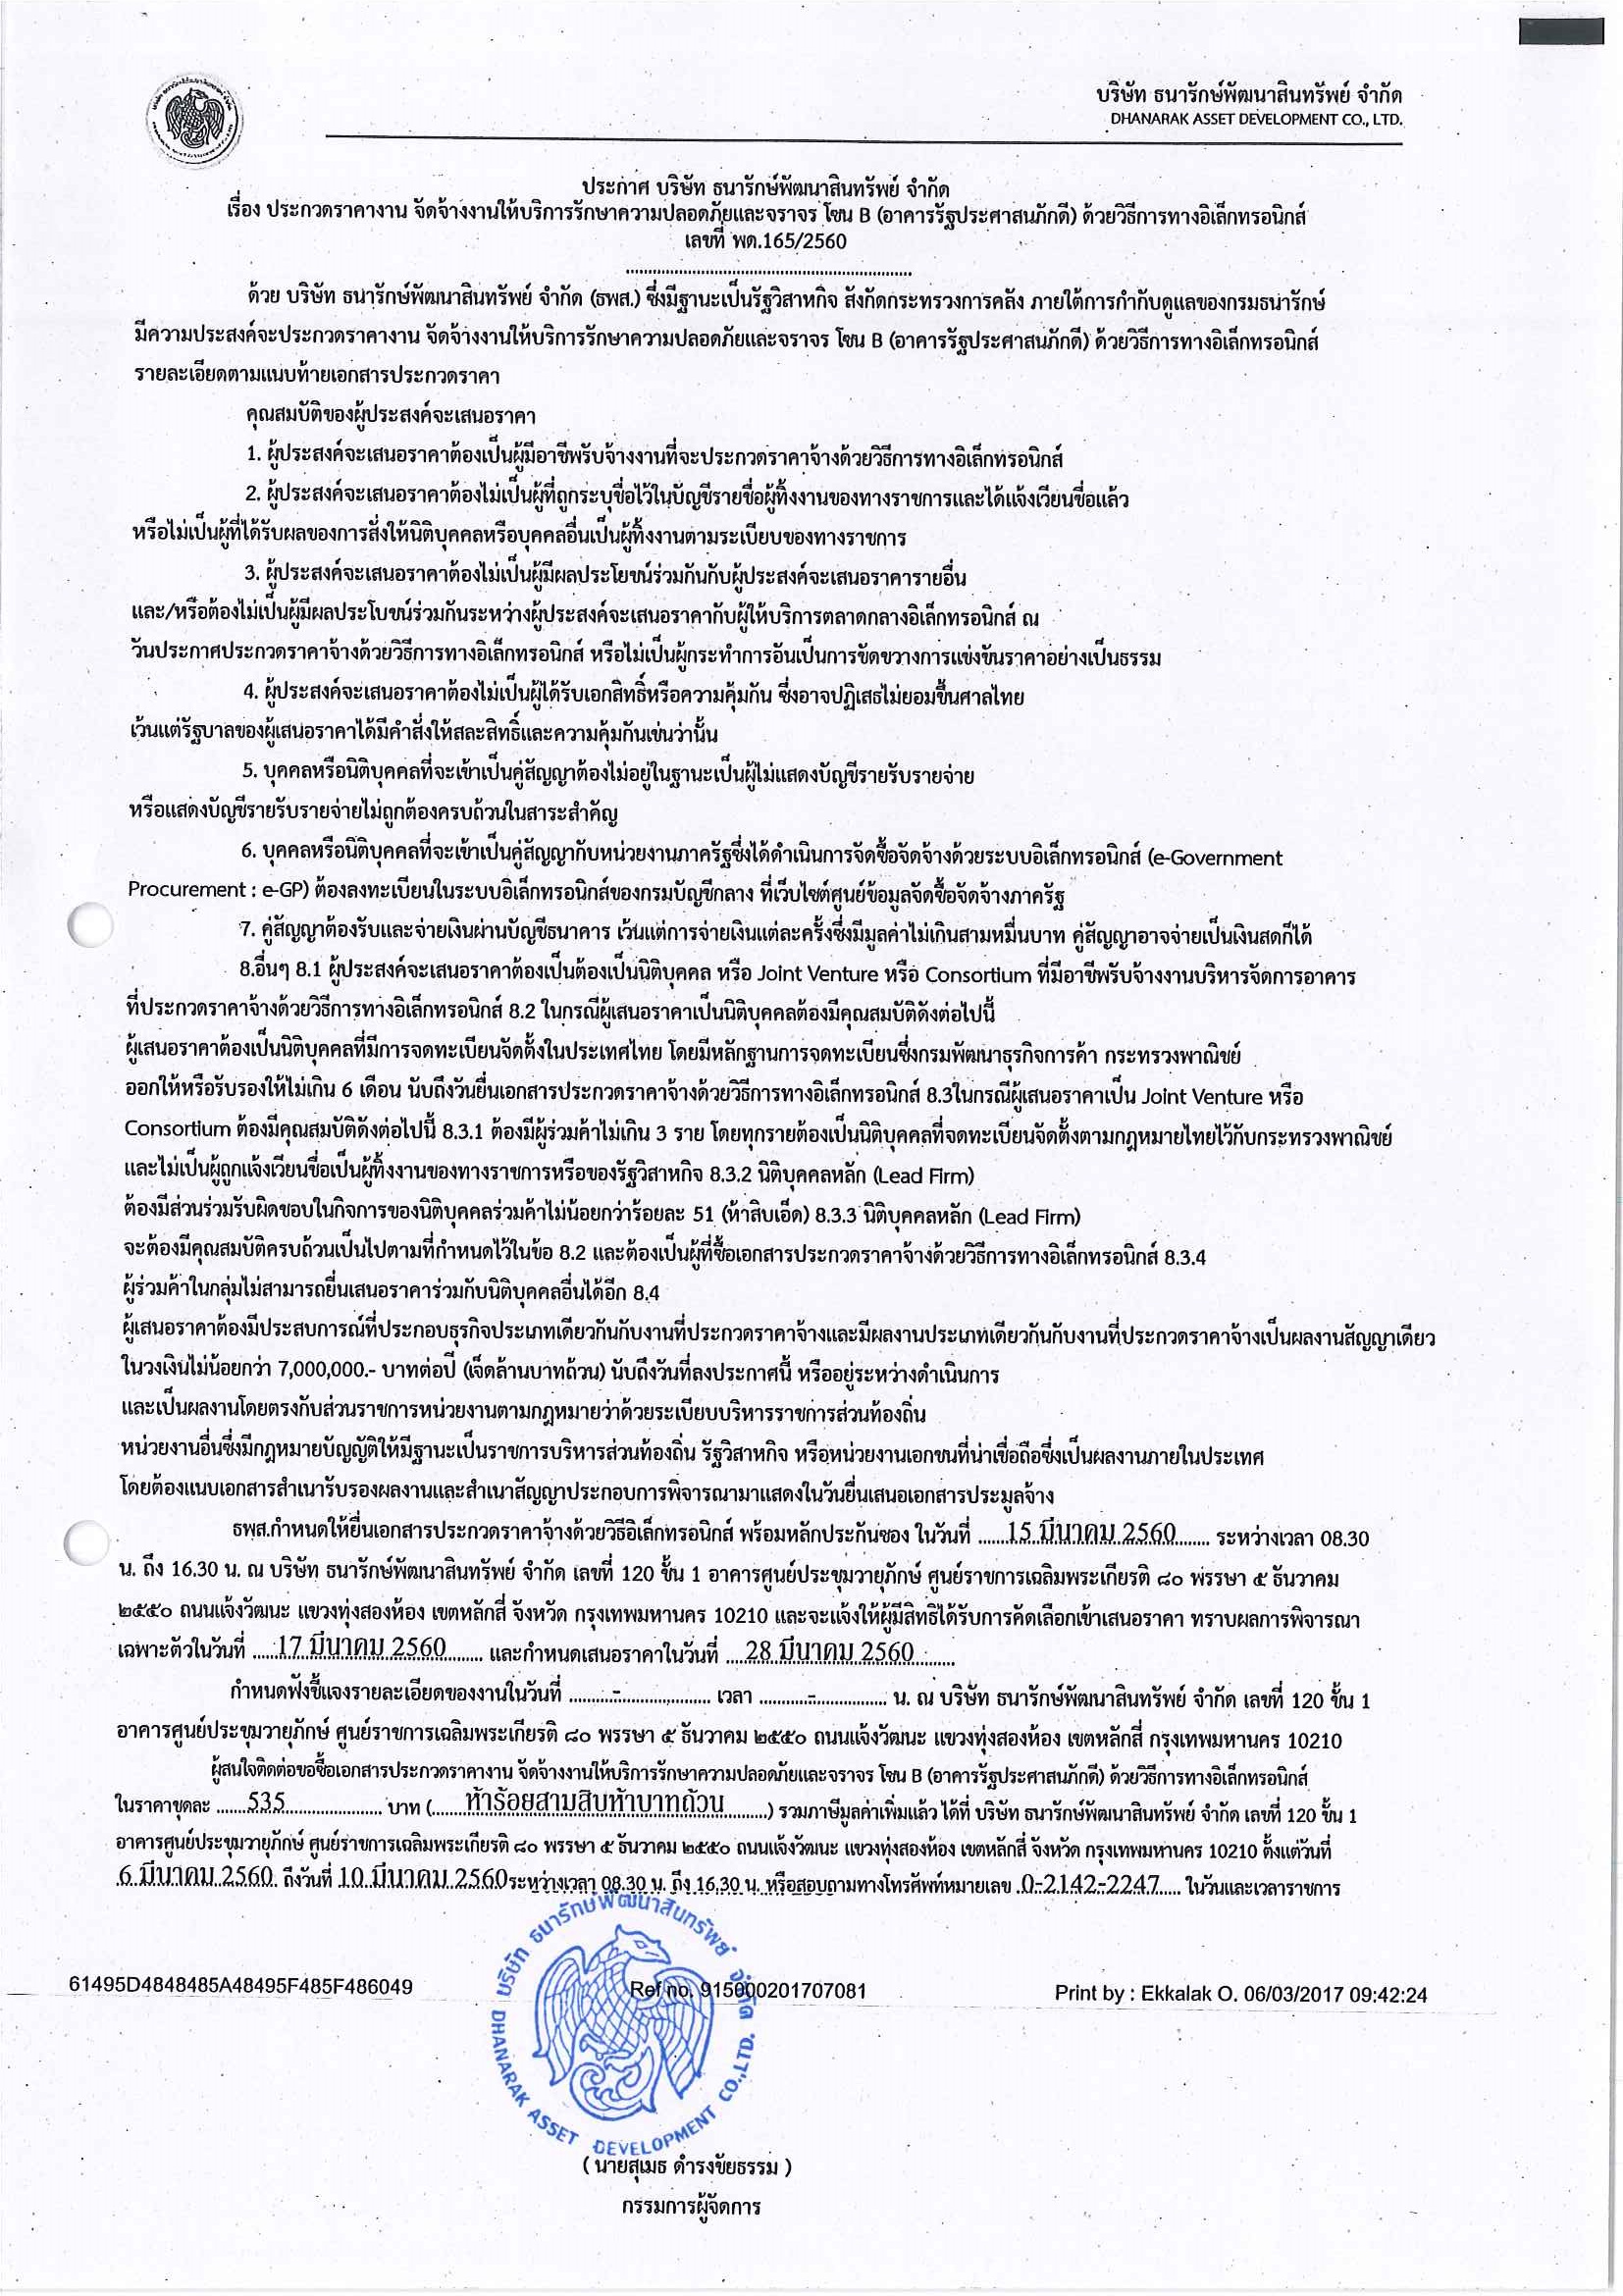 บริษัท ธนารักษ์พัฒนาสินทรัพย์ จำกัด
DHANARAK ASSET DEVELOPMENT CO., LTD.
ประกาศ บริษัท ธนารักษ์พัฒนาสินทรัพย์ จำกัด
เรื่อง ประกวดราคางาน จัดจ้างงานให้บริการรักษาความปลอดภัยและจราจร โซน B (อาคารรัฐประศาสนภักดี) ด้วยวิธีการทางอิเล็กทรอนิกส์
เลขที่ พด.165/2560
ด้วย บริษัท ธนารักษ์พัฒนาสินทรัพย์ จำกัด (ธพส.) ซึ่งมีฐานะเป็นรัฐวิสาหกิจ สังกัดกระทรวงการคลัง ภายใต้การกำกับดูแลของกรมธนารักษ์
มีความประสงค์จะประกวดราคางาน จัดจ้างงานให้บริการรักษาความปลอดภัยและจราจร โซน B (อาคารรัฐประศาสนภักดี) ด้วยวิธีการทางอิเล็กทรอนิกส์
รายละเอียดตามแนบท้ายเอกสารประกวดราคา
คุณสมบัติของผู้ประสงค์จะเสนอราคา
1. ผู้ประสงค์จะเสนอราคาต้องเป็นผู้มีอาชีพรับจ้างงานที่จะประกวดราคาจ้างด้วยวิธีการทางอิเล็กทรอนิกส์
2. ผู้ประสงค์จะเสนอราคาต้องไม่เป็นผู้ที่ถูกระบุชื่อไว้ในบัญชีรายชื่อผู้ทิ้งงานของทางราชการและได้แจ้งเวียนชื่อแล้ว
หรือไม่เป็นผู้ที่ได้รับผลของการสั่งให้นิติบุคคลหรือบุคคลอื่นเป็นผู้ทิ้งงานตามระเบียบของทางราชการ
3. ผู้ประสงค์จะเสนอราคาต้องไม่เป็นผู้มีผลประโยชน์ร่วมกันกับผู้ประสงค์จะเสนอราคารายอื่น
และ/หรือต้องไม่เป็นผู้มีผลประโยชน์ร่วมกันระหว่างผู้ประสงค์จะเสนอราคากับผู้ให้บริการตลาดกลางอิเล็กทรอนิกส์ ณ
วันประกาศประกวดราคาจ้างด้วยวิธีการทางอิเล็กทรอนิกส์ หรือไม่เป็นผู้กระทำการอันเป็นการขัดขวางการแข่งขันราคาอย่างเป็นธรรม
4. ผู้ประสงค์จะเสนอราคาต้องไม่เป็นผู้ได้รับเอกสิทธิ์หรือความคุ้มกัน ซึ่งอาจปฏิเสธไม่ยอมขึ้นศาลไทย
เว้นแต่รัฐบาลของผู้เสนอราคาได้มีคำสั่งให้สละสิทธิ์และความคุ้มกันเช่นว่านั้น
5. บุคคลหรือนิติบุคคลที่จะเข้าเป็นคู่สัญญาต้องไม่อยู่ในฐานะเป็นผู้ไม่แสดงบัญชีรายรับรายจ่าย
หรือแสดงบัญชีรายรับรายจ่ายไม่ถูกต้องครบถ้วนในสาระสำคัญ
6. บุคคลหรือนิติบุคคลที่จะเข้าเป็นคู่สัญญากับหน่วยงานภาครัฐซึ่งได้ดำเนินการจัดซื้อจัดจ้างด้วยระบบอิเล็กทรอนิกส์ (e-Government
Procurement : e-GP) ต้องลงทะเบียนในระบบอิเล็กทรอนิกส์ของกรมบัญชีกลาง ที่เว็บไซต์ศูนย์ข้อมูลจัดซื้อจัดจ้างภาครัฐ
7. คู่สัญญาต้องรับและจ่ายเงินผ่านบัญชีธนาคาร เว้นแต่การจ่ายเงินแต่ละครั้งซึ่งมีมูลค่าไม่เกินสามหมื่นบาท คู่สัญญาอาจจ่ายเป็นเงินสดก็ได้
8.อื่นๆ 8.1 ผู้ประสงค์จะเสนอราคาต้องเป็นต้องเป็นนิติบุคคล หรือ Joint Venture หรือ Consortium ที่มีอาชีพรับจ้างงานบริหารจัดการอาคาร
ที่ประกวดราคาจ้างด้วยวิธีการทางอิเล็กทรอนิกส์ 8.2 ในกรณีผู้เสนอราคาเป็นนิติบุคคลต้องมีคุณสมบัติดังต่อไปนี้
ผู้เสนอราคาต้องเป็นนิติบุคคลที่มีการจดทะเบียนจัดตั้งในประเทศไทย โดยมีหลักฐานการจดทะเบียนซึ่งกรมพัฒนาธุรกิจการค้า กระทรวงพาณิชย์
ออกให้หรือรับรองให้ไม่เกิน 6 เดือน นับถึงวันยื่นเอกสารประกวดราคาจ้างด้วยวิธีการทางอิเล็กทรอนิกส์ 8.3ในกรณีผู้เสนอราคาเป็น Joint Venture หรือ
Consortium ต้องมีคุณสมบัติดังต่อไปนี้ 8.3.1 ต้องมีผู้ร่วมค้าไม่เกิน 3 ราย โดยทุกรายต้องเป็นนิติบุคคลที่จดทะเบียนจัดตั้งตามกฎหมายไทยไว้กับกระทรวงพาณิชย์
และไม่เป็นผู้ถูกแจ้งเวียนชื่อเป็นผู้ทิ้งงานของทางราชการหรือของรัฐวิสาหกิจ 8.3.2 นิติบุคคลหลัก (Lead Firm)
ต้องมีส่วนร่วมรับผิดชอบในกิจการของนิติบุคคลร่วมค้าไม่น้อยกว่าร้อยละ 51 (ห้าสิบเอ็ด) 8.3.3 นิติบุคคลหลัก (Lead Firm)
จะต้องมีคุณสมบัติครบถ้วนเป็นไปตามที่กำหนดไว้ในข้อ 8.2 และต้องเป็นผู้ที่ซื้อเอกสารประกวดราคาจ้างด้วยวิธีการทางอิเล็กทรอนิกส์ 8.3.4
ผู้ร่วมค้าในกลุ่มไม่สามารถยื่นเสนอราคาร่วมกับนิติบุคคลอื่นได้อีก 8.4
ผู้เสนอราคาต้องมีประสบการณ์ที่ประกอบธุรกิจประเภทเดียวกันกับงานที่ประกวดราคาจ้างและมีผลงานประเภทเดียวกันกับงานที่ประกวดราคาจ้างเป็นผลงานสัญญาเดียว
ในวงเงินไม่น้อยกว่า 7,000,000.- บาทต่อปี (เจ็ดล้านบาทถ้วน) นับถึงวันที่ลงประกาศนี้ หรืออยู่ระหว่างดำเนินการ
และเป็นผลงานโดยตรงกับส่วนราชการหน่วยงานตามกฎหมายว่าด้วยระเบียบบริหารราชการส่วนท้องถิ่น
หน่วยงานอื่นซึ่งมีกฎหมายบัญญัติให้มีฐานะเป็นราชการบริหารส่วนท้องถิ่น รัฐวิสาหกิจ หรือหน่วยงานเอกชนที่น่าเชื่อถือซึ่งเป็นผลงานภายในประเทศ
โดยต้องแนบเอกสารสำเนารับรองผลงานและสำเนาสัญญาประกอบการพิจารณามาแสดงในวันยื่นเสนอเอกสารประมูลจ้าง
ธพส.กำหนดให้ยื่นเอกสารประกวดราคาจ้างด้วยวิธีอิเล็กทรอนิกส์ พร้อมหลักประกันซอง ในวันที่ ......15 มีนาคม 2560....... ระหว่างเวลา 08.30
น. ถึง 16.30 น. ณ บริษัท ธนารักษ์พัฒนาสินทรัพย์ จำกัด เลขที่ 120 ชั้น 1 อาคารศูนย์ประชุมวายุภักษ์ ศูนย์ราชการเฉลิมพระเกียรติ ๘๐ พรรษา ๕ ธันวาคม
๒๕๕๐ ถนนแจ้งวัฒนะ แขวงทุ่งสองห้อง เขตหลักสี่ จังหวัด กรุงเทพมหานคร 10210 และจะแจ้งให้ผู้มีสิทธิได้รับการคัดเลือกเข้าเสนอราคา ทราบผลการพิจารณา
เฉพาะตัวในวันที่ .....17 มีนาคม 2560........ และกำหนดเสนอราคาในวันที่ ....28 มีนาคม 2560........
กำหนดฟังชี้แจงรายละเอียดของงานในวันที่ ..........-................ เวลา ...........-............... น. ณ บริษัท ธนารักษ์พัฒนาสินทรัพย์ จำกัด เลขที่ 120 ชั้น 1
อาคารศูนย์ประชุมวายุภักษ์ ศูนย์ราชการเฉลิมพระเกียรติ ๘๐ พรรษา ๕ ธันวาคม ๒๕๕๐ ถนนแจ้งวัฒนะ แขวงทุ่งสองห้อง เขตหลักสี่ กรุงเทพมหานคร 10210
ผู้สนใจติดต่อขอซื้อเอกสารประกวดราคางาน จัดจ้างงานให้บริการรักษาความปลอดภัยและจราจร โซน B (อาคารรัฐประศาสนภักดี) ด้วยวิธีการทางอิเล็กทรอนิกส์
ในราคาชุดละ ......535.................... บาท (......ห้าร้อยสามสิบห้าบาทถ้วน........) รวมภาษีมูลค่าเพิ่มแล้ว ได้ที่ บริษัท ธนารักษ์พัฒนาสินทรัพย์ จำกัด เลขที่ 120 ชั้น 1
อาคารศูนย์ประชุมวายุภักษ์ ศูนย์ราชการเฉลิมพระเกียรติ ๘๐ พรรษา ๕ ธันวาคม ๒๕๕๐ ถนนแจ้งวัฒนะ แขวงทุ่งสองห้อง เขตหลักสี่ จังหวัด กรุงเทพมหานคร 10210 ตั้งแต่วันที่
6 มีนาคม 2560. ถึงวันที่ 10 มีนาคม 2560ระหว่างเวลา 08.30 น. ถึง 16.30 น. หรือสอบถามทางโทรศัพท์หมายเลข .0-2142-2247..... ในวันและเวลาราชการ
บริษัท ธนารักษ์พัฒนาสินทรัพย์ จำกัด
DHANARAK ASSET DEVELOPMENT CO.,LTD.
61495D4848485A48495F485F486049 Ref no. 915000201707081 Print by : Ekkalak O. 06/03/2017 09:42:24
( นายสุเมธ ดำรงชัยธรรม )
กรรมการผู้จัดการ